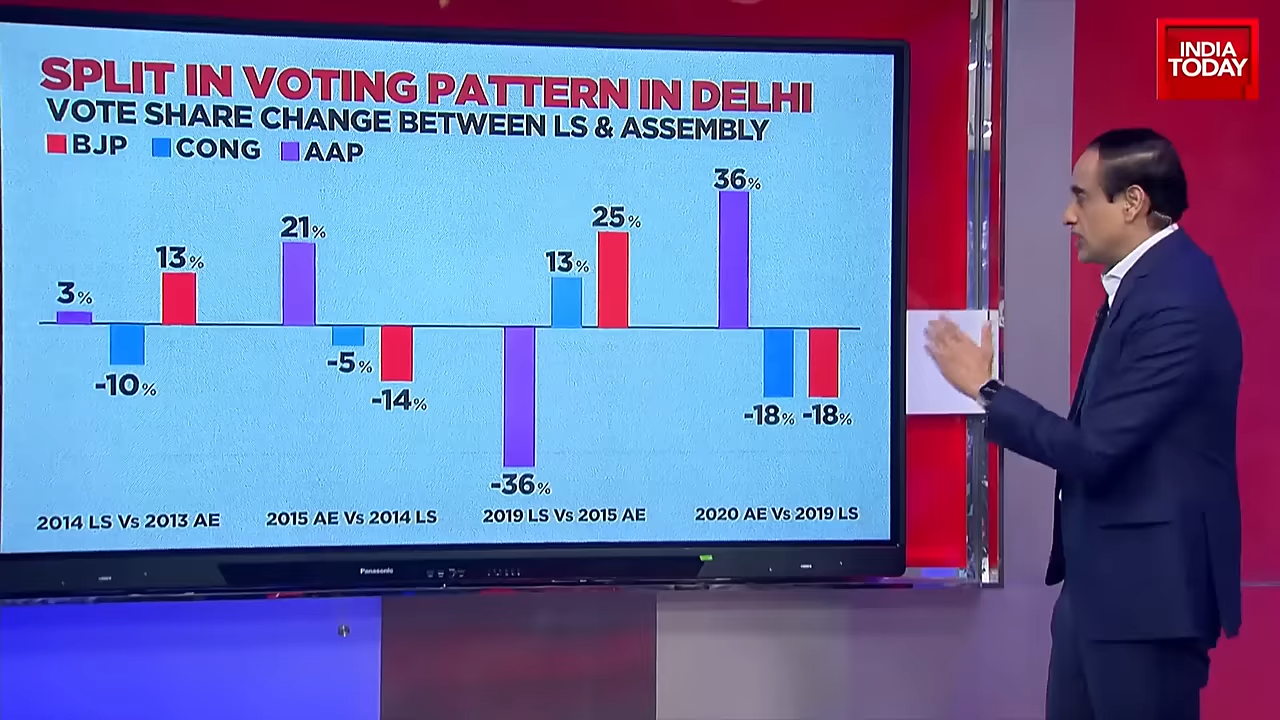 INDIA
TODAY
SPLIT IN VOTING PATTERN IN DELHI
VOTE SHARE CHANGE BETWEEN LS & ASSEMBLY
BJP CONG AAP
3%
-10%
13%
21%
-5%
-14%
-36%
13%
25%
36%
-18%
-18%
2014 LS Vs 2013 AE
2015 AE Vs 2014 LS
2019 LS Vs 2015 AE
2020 AE Vs 2019 LS
Panasonic